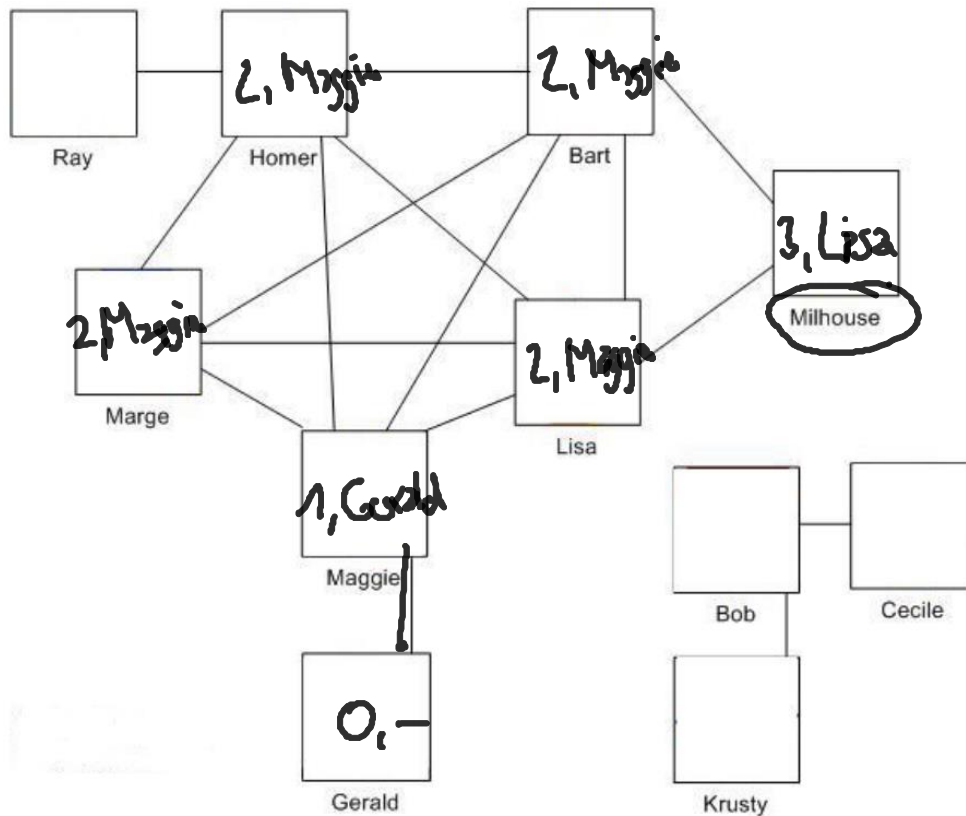 2, Maggie
2, Maggie
Ray
Homer
Bart
3, Lisa
Milhouse
2, Maggie
2, Maggie
Marge
Lisa
1, Gerald
Maggie
Bob
Cecile
0, –
Gerald
Krusty